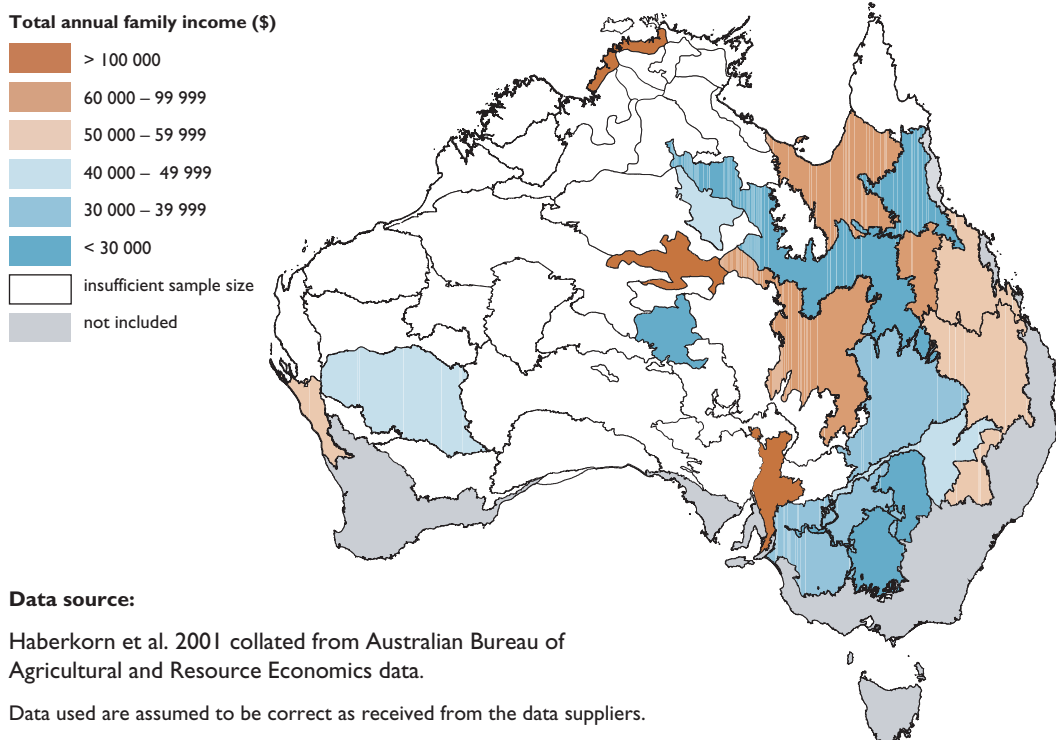 Total annual family income ($)
> 100 000
60 000 – 99 999
50 000 – 59 999
40 000 – 49 999
30 000 – 39 999
< 30 000
insufficient sample size
not included
Data source:
Haberkorn et al. 2001 collated from Australian Bureau of
Agricultural and Resource Economics data.
Data used are assumed to be correct as received from the data suppliers.